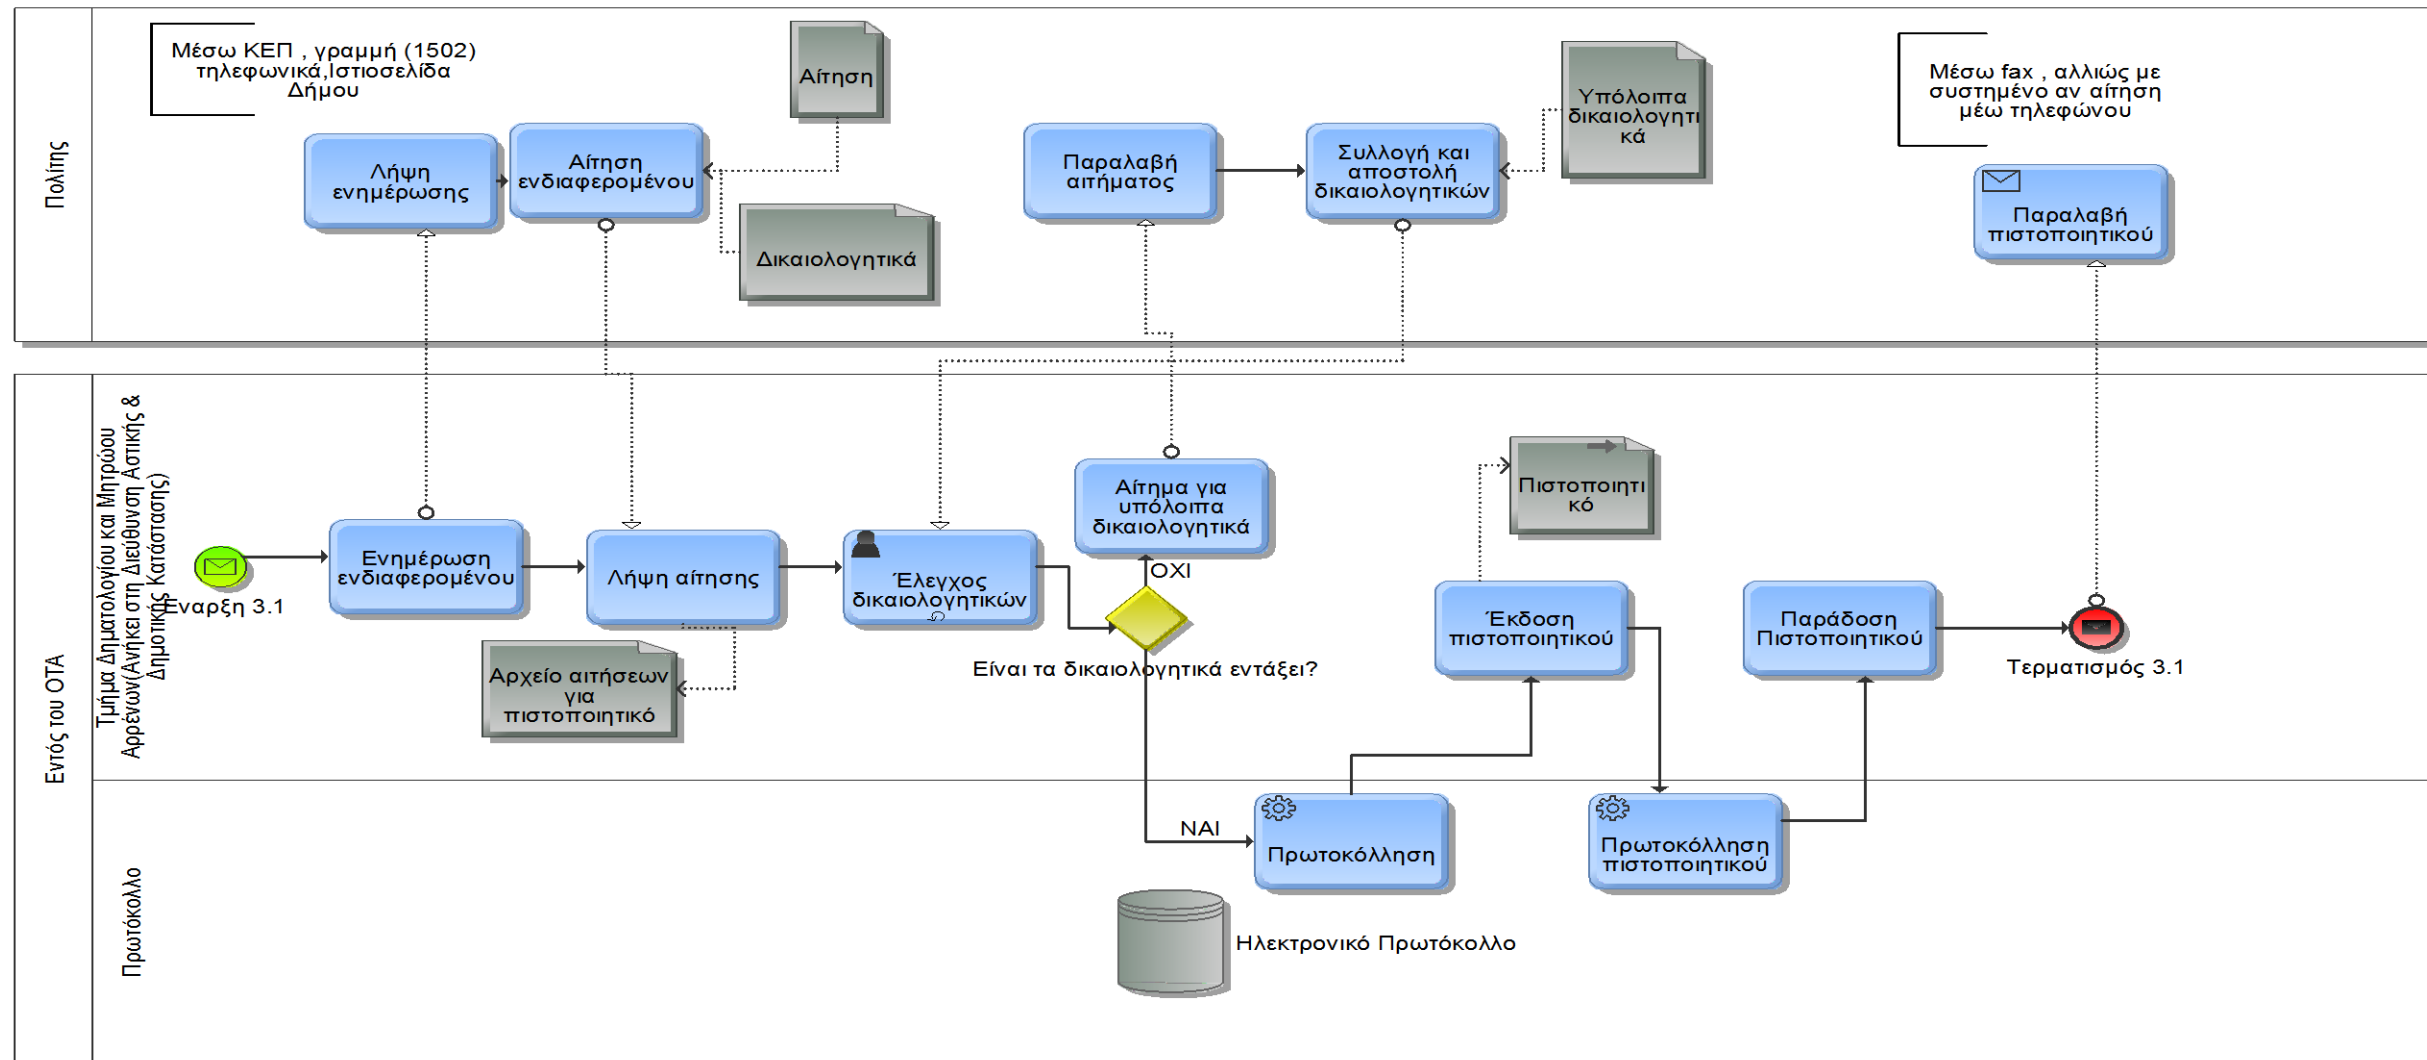 Πολίτης
Μέσω ΚΕΠ , γραμμή (1502)
τηλεφωνικά,Ιστιοσελίδα
Δήμου
Λήψη
ενημέρωσης
Αίτηση
ενδιαφερομένου
Αίτηση
Δικαιολογητικά
Παραλαβή
αιτήματος
Συλλογή και
αποστολή
δικαιολογητικών
Υπόλοιπα
δικαιολογητι
κά
Μέσω fax , αλλιώς με
συστημένο αν αίτηση
μέω τηλεφώνου
Παραλαβή
πιστοποιητικού
Εντός του ΟΤΑ
Τμήμα Δηματολογίου και Μητρώου
Αρρένων(Ανήκει στη Διεύθυνση Αστικής &
Δημοτικής Κατάστασης)
Έναρξη 3.1
Ενημέρωση
ενδιαφερομένου
Λήψη αίτησης
Αρχείο αιτήσεων
για
πιστοποιητικό
Έλεγχος
δικαιολογητικών
Αίτημα για
υπόλοιπα
δικαιολογητικά
ΟΧΙ
Είναι τα δικαιολογητικά εντάξει?
Πιστοποιητι
κό
Έκδοση
πιστοποιητικού
Παράδοση
Πιστοποιητικού
Τερματισμός 3.1
Πρωτόκολλο
ΝΑΙ
Πρωτοκόλληση
Πρωτοκόλληση
πιστοποιητικού
Ηλεκτρονικό Πρωτόκολλο